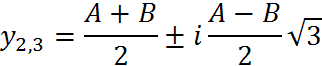 y₂,₃ = (A + B)/2 ± i (A − B)/2 √3